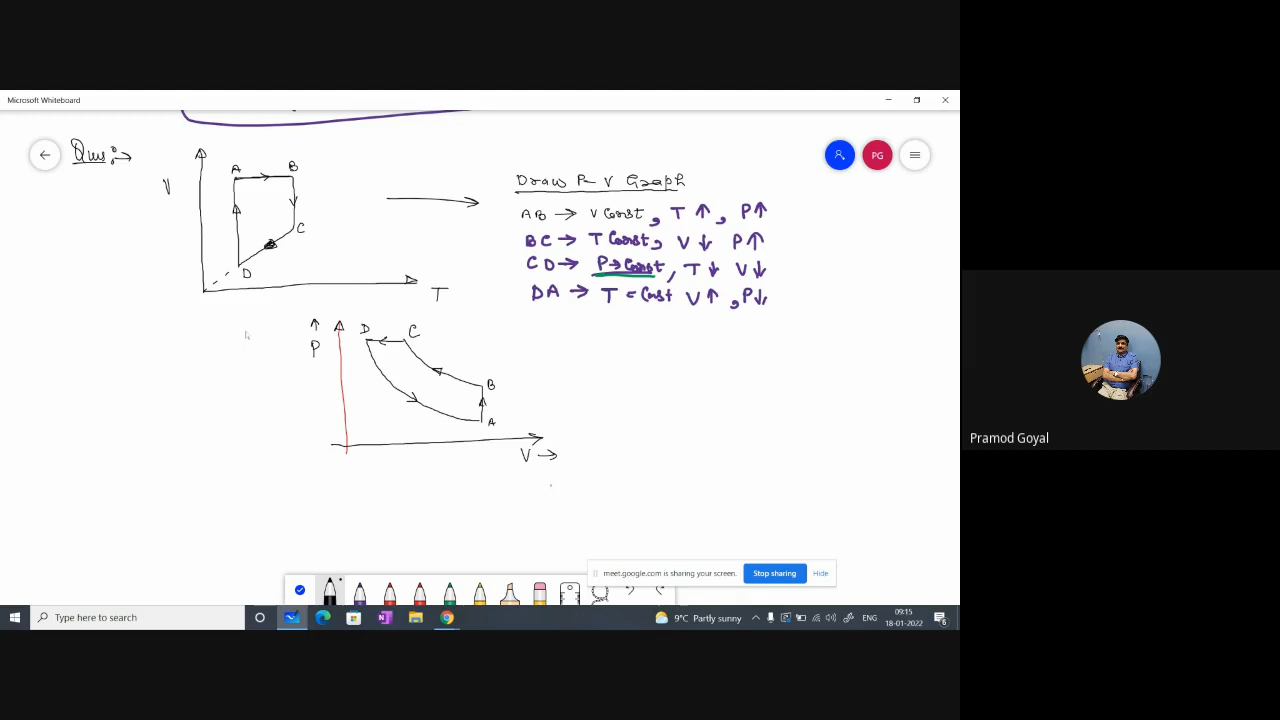 Microsoft Whiteboard
Ques:→
V
A
B
C
D
T
Draw P-V Graph
AB → V Const, T ↑, P↑
BC → T Const, V ↓ P↑
CD → P→Const, T↓ V↓
DA → T = Const V↑, P↓
PG
P
D
C
B
A
V →
Pramod Goyal
meet.google.com is sharing your screen.
Stop sharing
Hide
Type here to search
9°C Partly sunny
ENG
09:15
18-01-2022
6